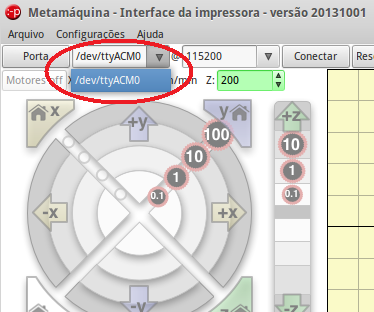 Metamáquina - Interface da impressora - versão 20131001
Arquivo Configurações Ajuda
Porta /dev/ttyACM0 @ 115200 Conectar
Motores off /dev/ttyACM0 /min Z: 200
x y +z
+y
100
10 10
1 1
0.1 0.1
-x +x
-y
-z